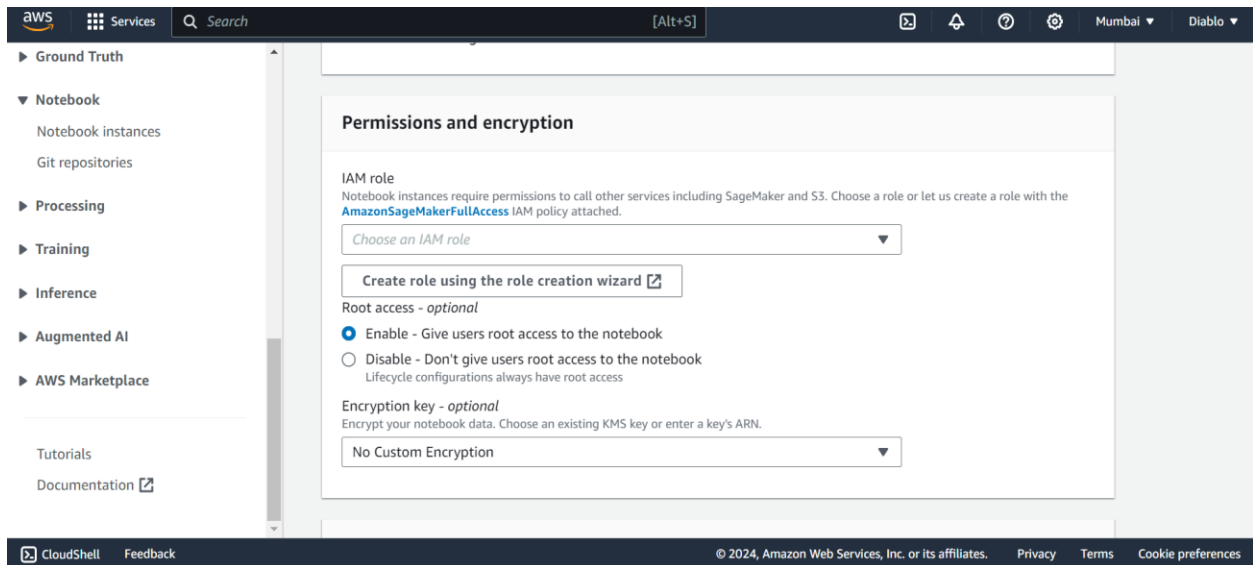 aws Services Search [Alt+S] Mumbai Diablo
Ground Truth
Notebook
Notebook instances
Git repositories
Processing
Training
Inference
Augmented AI
AWS Marketplace
Tutorials
Documentation
Permissions and encryption
IAM role
Notebook instances require permissions to call other services including SageMaker and S3. Choose a role or let us create a role with the
AmazonSageMakerFullAccess IAM policy attached.
Choose an IAM role
Create role using the role creation wizard
Root access - optional
Enable - Give users root access to the notebook
Disable - Don't give users root access to the notebook
Lifecycle configurations always have root access
Encryption key - optional
Encrypt your notebook data. Choose an existing KMS key or enter a key's ARN.
No Custom Encryption
CloudShell Feedback © 2024, Amazon Web Services, Inc. or its affiliates. Privacy Terms Cookie preferences